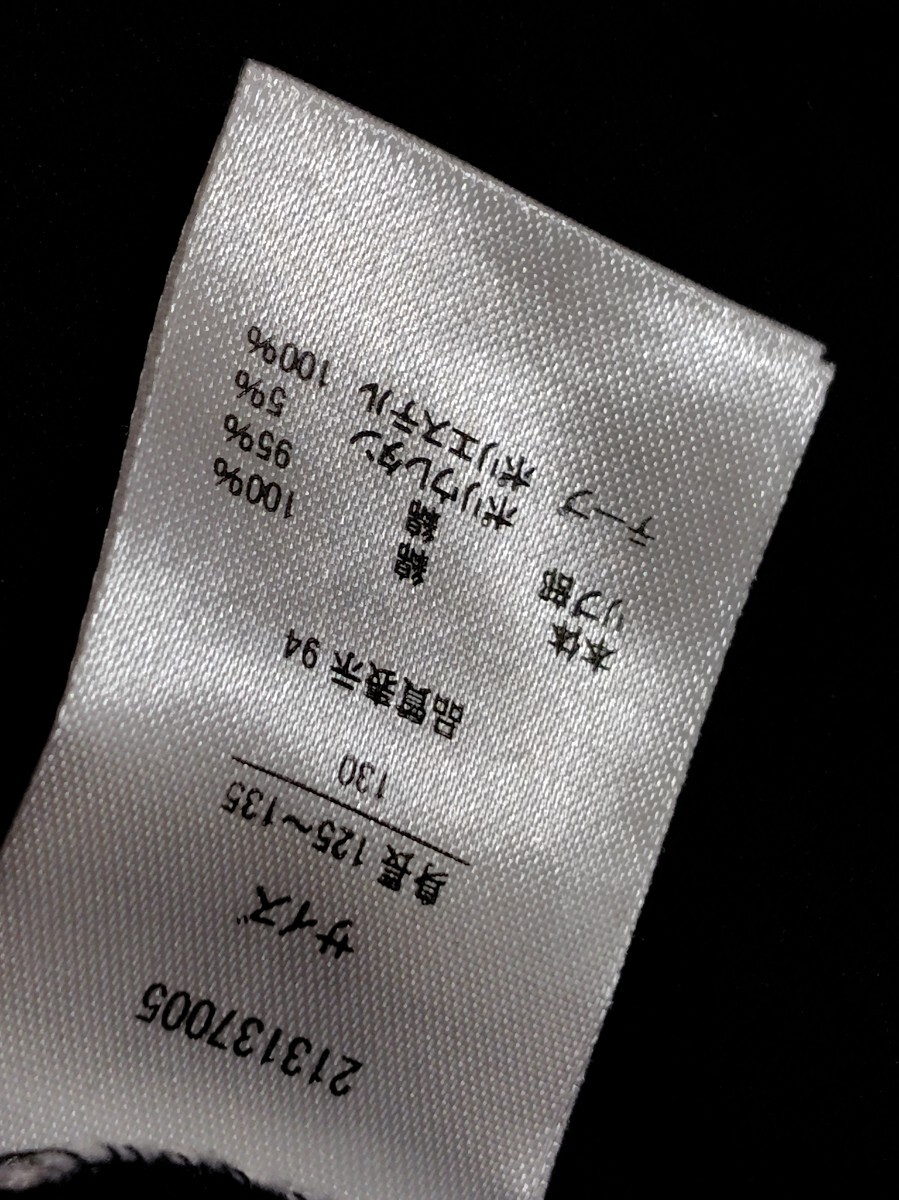 213137005
サイズ
身長 125～135
130
品質表示 94
本体 綿 100%
リブ部 綿 95%
ポリウレタン 5%
テープ ポリエステル 100%